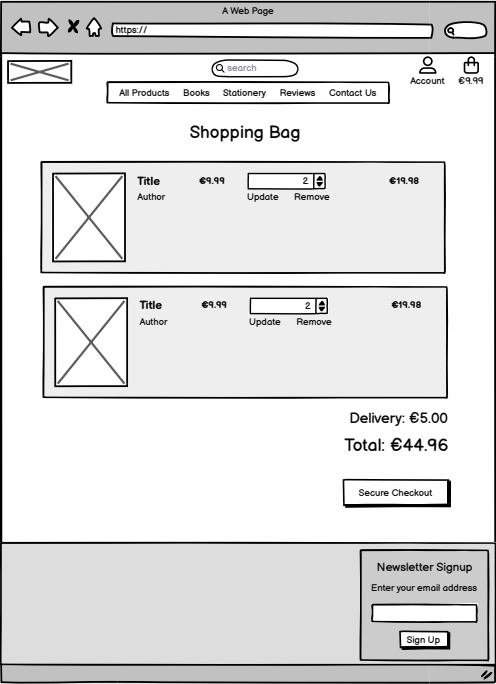 A Web Page
https://
search
Account €9.99
All Products Books Stationery Reviews Contact Us
Shopping Bag
Title €9.99 2 €19.98
Author Update Remove
Title €9.99 2 €19.98
Author Update Remove
Delivery: €5.00
Total: €44.96
Secure Checkout
Newsletter Signup
Enter your email address
Sign Up